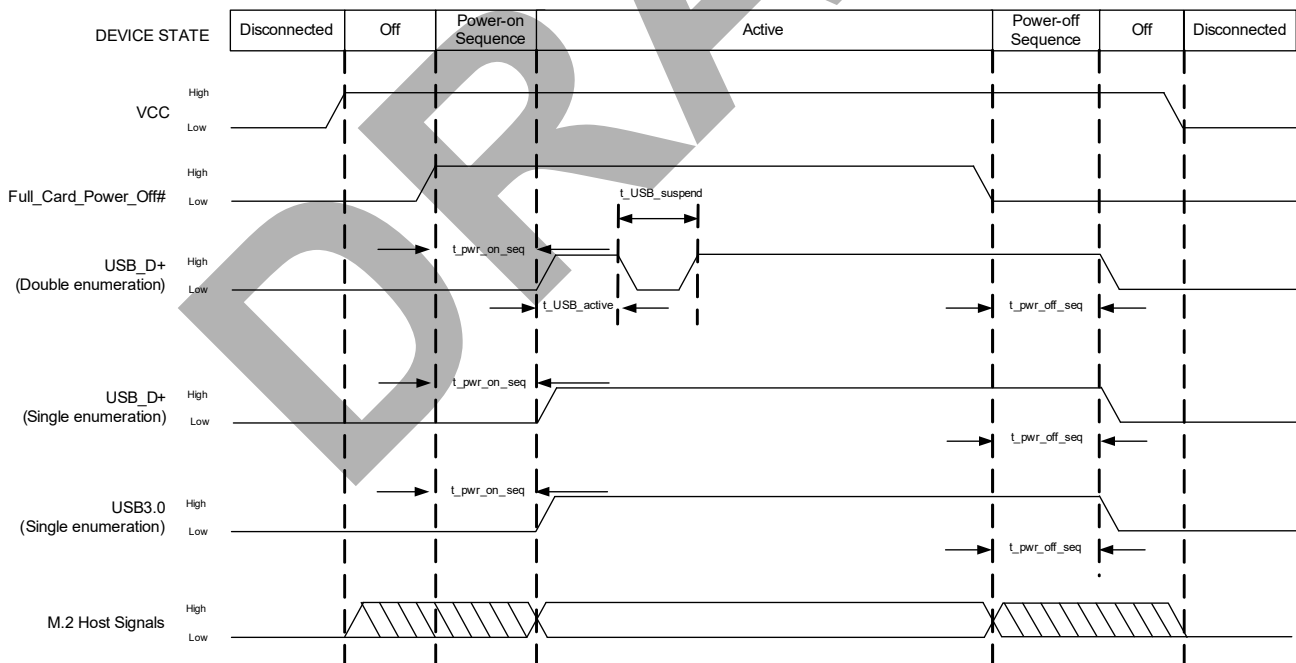 DEVICE STATE Disconnected Off Power-on Sequence Active Power-off Sequence Off Disconnected
VCC High
Low
Full_Card_Power_Off# High
Low
t_USB_suspend
t_pwr_on_seq
USB_D+ High
(Double enumeration) Low
t_USB_active t_pwr_off_seq
t_pwr_on_seq
USB_D+ High
(Single enumeration) Low
t_pwr_off_seq
t_pwr_on_seq
USB3.0 High
(Single enumeration) Low
t_pwr_off_seq
M.2 Host Signals High
Low
DRA